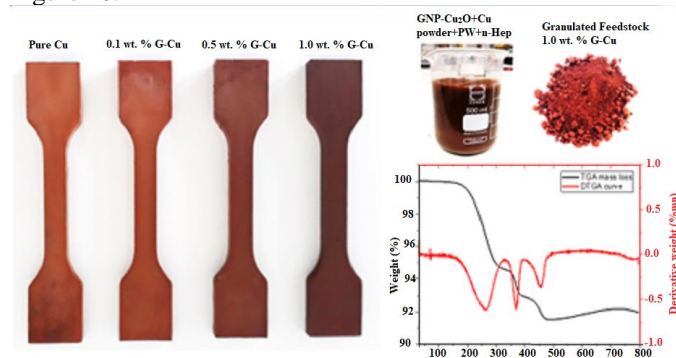 Pure Cu
0.1 wt. % G-Cu
0.5 wt. % G-Cu
1.0 wt. % G-Cu
GNP-Cu₂O+Cu
powder+PW+n-Hep
Granulated Feedstock
1.0 wt. % G-Cu
500 ml
TGA mass loss
DTGA curve
Weight (%)
100
98
96
94
92
90
100 200 300 400 500 600 700 800
1.0
0.5
0.0
-0.5
-1.0
Derivative weight (%mn)